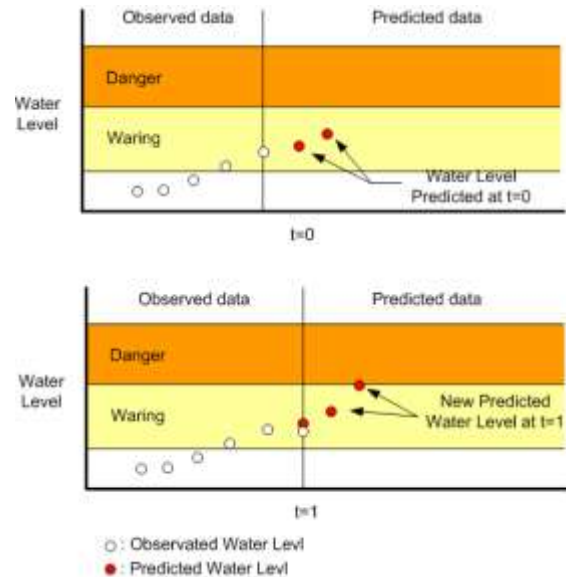 Observed data
Predicted data
Danger
Water
Level
Waring
Water Level
Predicted at t=0
t=0
Observed data
Predicted data
Danger
Water
Level
Waring
New Predicted
Water Level at t=1
t=1
: Observated Water Levl
: Predicted Water Levl